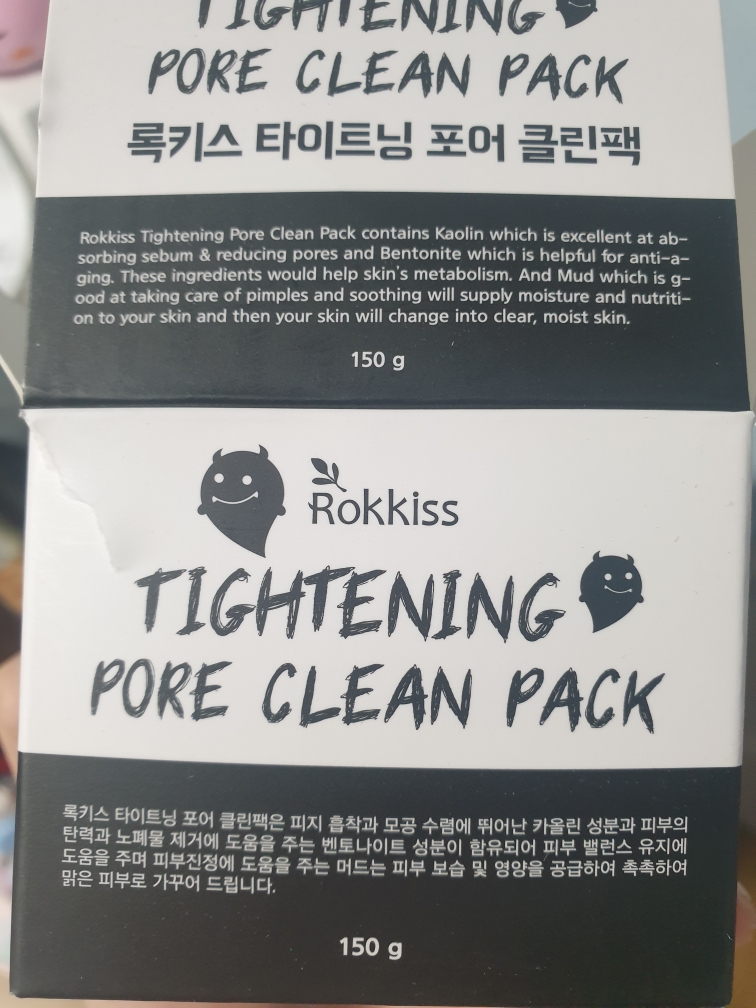 TIGHTENING
PORE CLEAN PACK
록키스 타이트닝 포어 클린팩
Rokkiss Tightening Pore Clean Pack contains Kaolin which is excellent at ab-
sorbing sebum & reducing pores and Bentonite which is helpful for anti-a-
ging. These ingredients would help skin's metabolism. And Mud which is g-
ood at taking care of pimples and soothing will supply moisture and nutriti-
on to your skin and then your skin will change into clear, moist skin.
150 g
Rokkiss
TIGHTENING
PORE CLEAN PACK
록키스 타이트닝 포어 클린팩은 피지 흡착과 모공 수렴에 뛰어난 카올린 성분과 피부의
탄력과 노폐물 제거에 도움을 주는 벤토나이트 성분이 함유되어 피부 밸런스 유지에
도움을 주며 피부진정에 도움을 주는 머드는 피부 보습 및 영양을 공급하여 촉촉하여
맑은 피부로 가꾸어 드립니다.
150 g